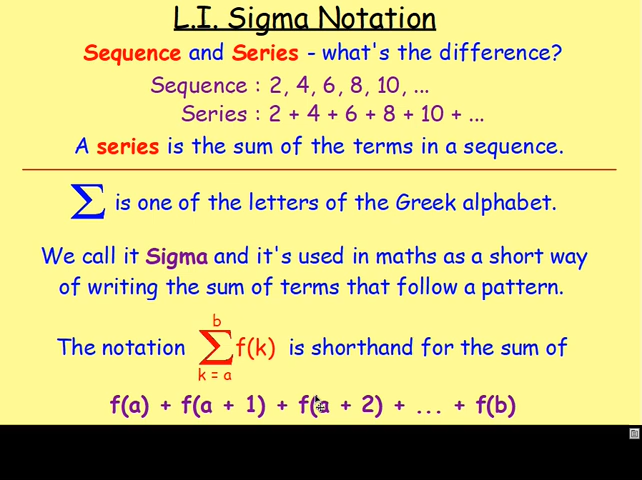 L.I. Sigma Notation
Sequence and Series - what's the difference?
Sequence : 2, 4, 6, 8, 10, ...
Series : 2 + 4 + 6 + 8 + 10 + ...
A series is the sum of the terms in a sequence.
∑ is one of the letters of the Greek alphabet.
We call it Sigma and it's used in maths as a short way
of writing the sum of terms that follow a pattern.
b
The notation ∑ f(k) is shorthand for the sum of
k = a
f(a) + f(a + 1) + f(a + 2) + ... + f(b)